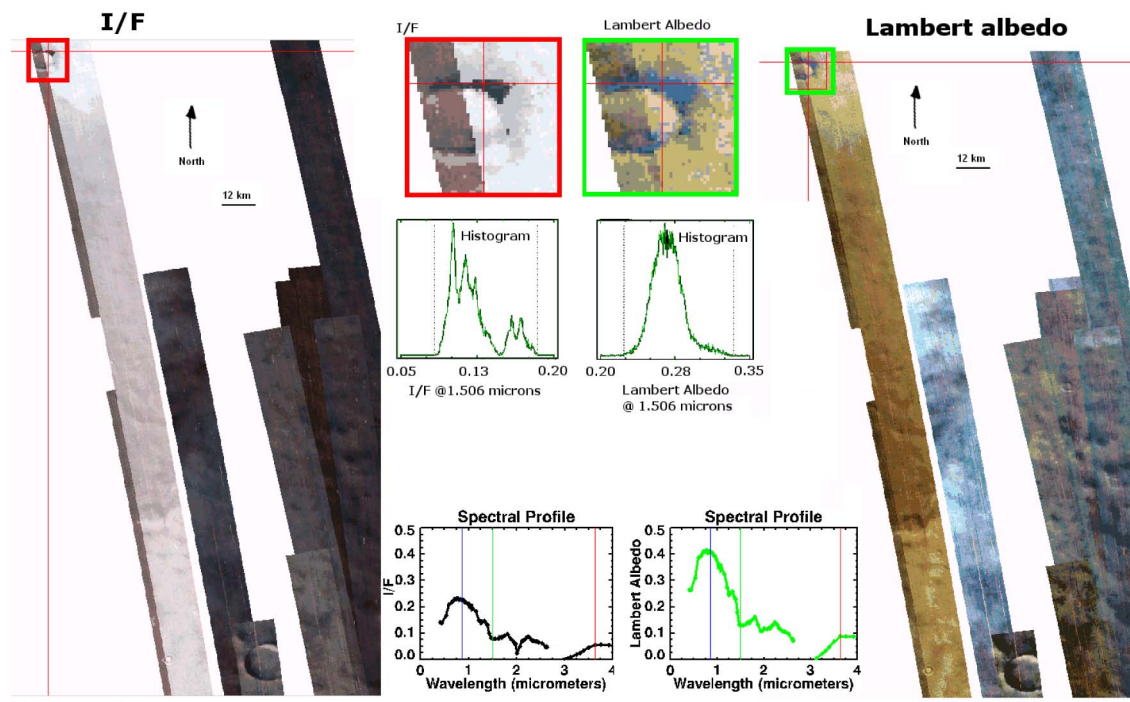 I/F
North
12 km
I/F
Lambert Albedo
Histogram
0.05
0.13
0.20
I/F @1.506 microns
Histogram
0.20
0.28
0.35
Lambert Albedo
@ 1.506 microns
Spectral Profile
I/F
0.5
0.4
0.3
0.2
0.1
0.0
0
1
2
3
4
Wavelength (micrometers)
Spectral Profile
Lambert Albedo
0.5
0.4
0.3
0.2
0.1
0.0
0
1
2
3
4
Wavelength (micrometers)
Lambert albedo
North
12 km